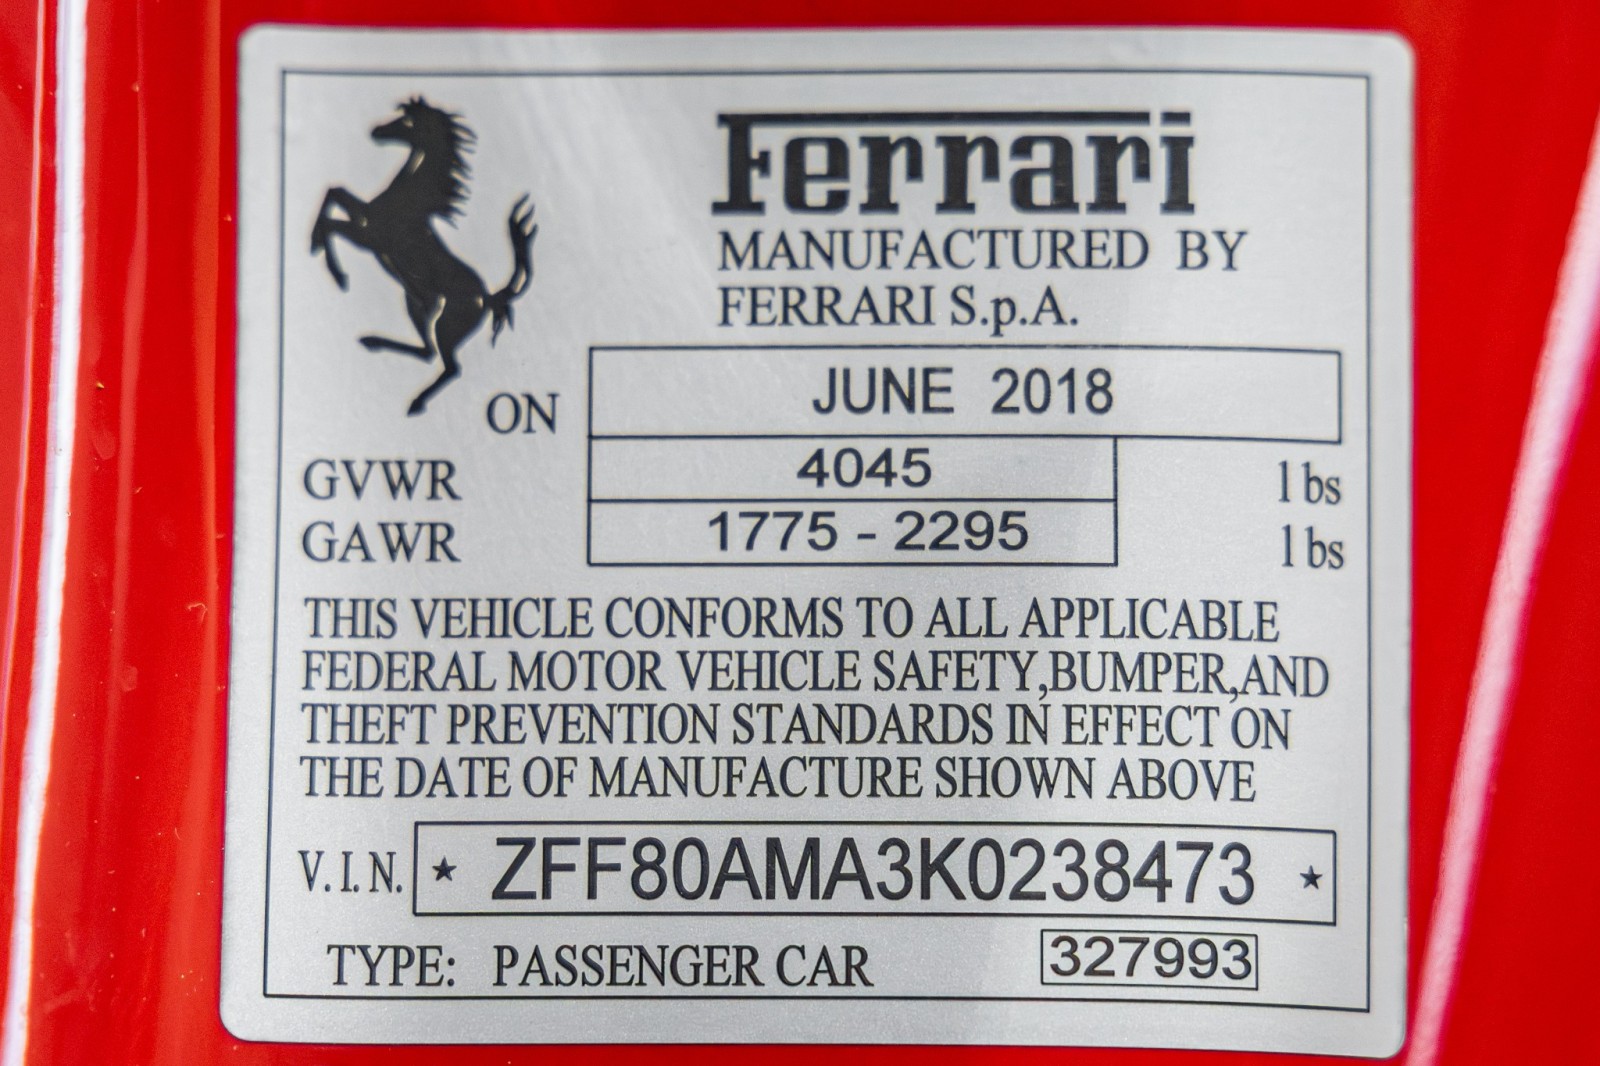 Ferrari
MANUFACTURED BY
FERRARI S.p.A.
ON JUNE 2018
GVWR 4045 lbs
GAWR 1775 - 2295 lbs
THIS VEHICLE CONFORMS TO ALL APPLICABLE
FEDERAL MOTOR VEHICLE SAFETY,BUMPER,AND
THEFT PREVENTION STANDARDS IN EFFECT ON
THE DATE OF MANUFACTURE SHOWN ABOVE
V.I.N. ★ ZFF80AMA3K0238473 ★
TYPE: PASSENGER CAR 327993